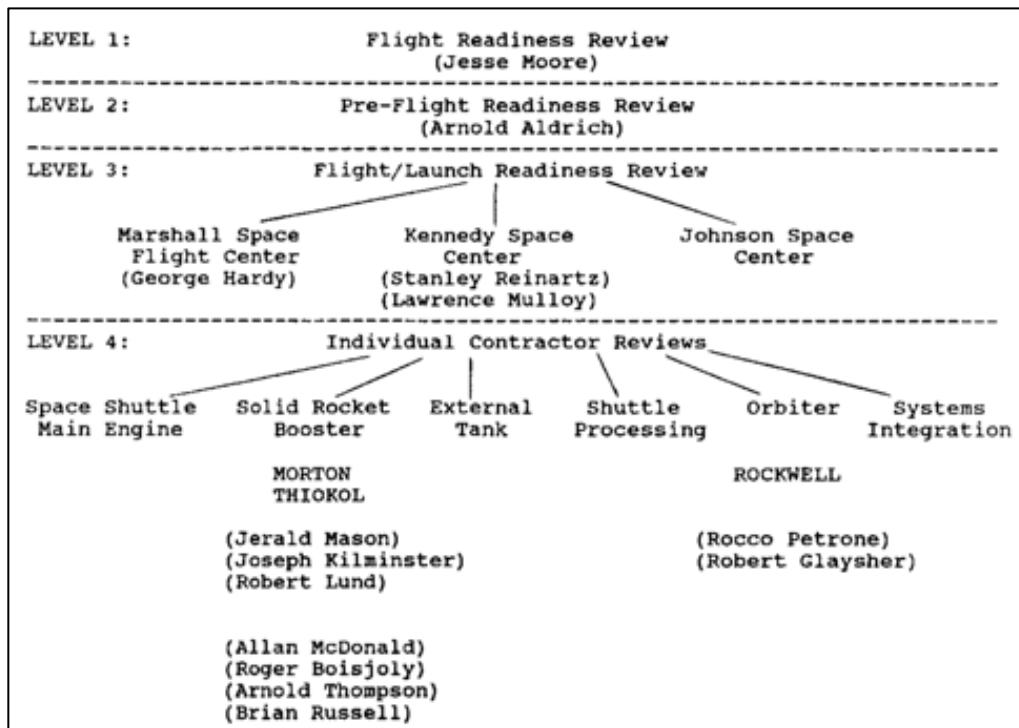 LEVEL 1: Flight Readiness Review
(Jesse Moore)
LEVEL 2: Pre-Flight Readiness Review
(Arnold Aldrich)
LEVEL 3: Flight/Launch Readiness Review
Marshall Space Kennedy Space Johnson Space
Flight Center Center Center
(George Hardy) (Stanley Reinartz)
(Lawrence Mulloy)
LEVEL 4: Individual Contractor Reviews
Space Shuttle Solid Rocket External Shuttle Orbiter Systems
Main Engine Booster Tank Processing Integration
MORTON ROCKWELL
THIOKOL
(Jerald Mason) (Rocco Petrone)
(Joseph Kilminster) (Robert Glaysher)
(Robert Lund)
(Allan McDonald)
(Roger Boisjoly)
(Arnold Thompson)
(Brian Russell)